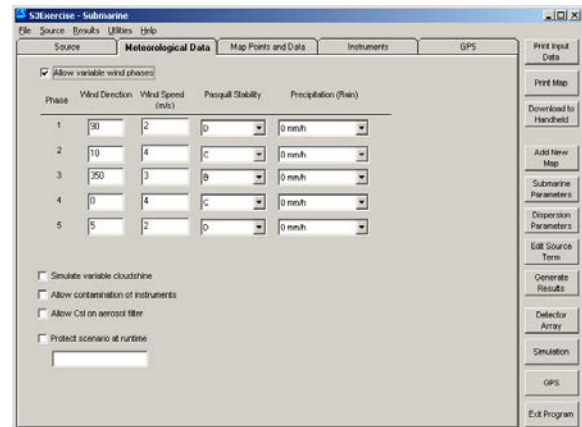 S3Exercise - Submarine
File Source Results Utilities Help
Source Meteorological Data Map Points and Data Instruments GPS
Allow variable wind phases
Phase Wind Direction Wind Speed (m/s) Pasquill Stability Precipitation (Rain)
1 90 2 D 0 mm/h
2 10 4 C 0 mm/h
3 350 3 B 0 mm/h
4 0 4 C 0 mm/h
5 5 2 D 0 mm/h
Simulate variable cloudshine
Allow contamination of instruments
Allow CsI on aerosol filter
Protect scenario at runtime
Print Input
Data
Print Map
Download to
Handheld
Add New
Map
Submarine
Parameters
Dispersion
Parameters
Edit Source
Term
Generate
Results
Detector
Array
Simulation
GPS
Exit Program